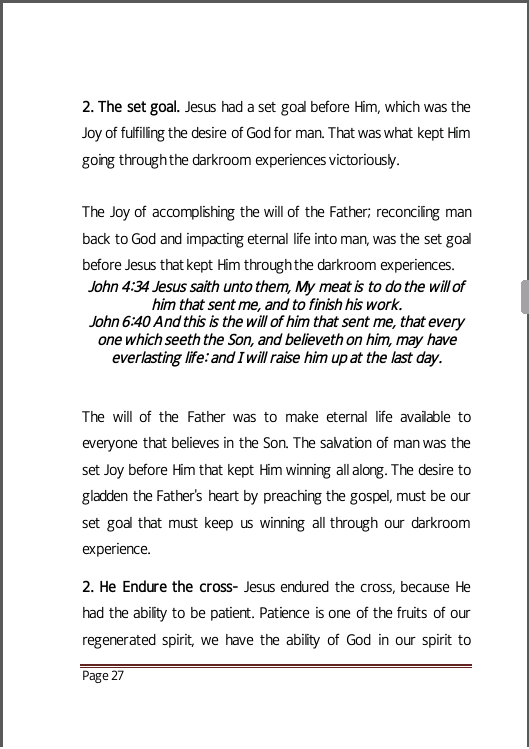 2. The set goal. Jesus had a set goal before Him, which was the
Joy of fulfilling the desire of God for man. That was what kept Him
going through the darkroom experiences victoriously.
The Joy of accomplishing the will of the Father; reconciling man
back to God and impacting eternal life into man, was the set goal
before Jesus that kept Him through the darkroom experiences.
John 4:34 Jesus saith unto them, My meat is to do the will of
him that sent me, and to finish his work.
John 6:40 And this is the will of him that sent me, that every
one which seeth the Son, and believeth on him, may have
everlasting life: and I will raise him up at the last day.
The will of the Father was to make eternal life available to
everyone that believes in the Son. The salvation of man was the
set Joy before Him that kept Him winning all along. The desire to
gladden the Father's heart by preaching the gospel, must be our
set goal that must keep us winning all through our darkroom
experience.
2. He Endure the cross- Jesus endured the cross, because He
had the ability to be patient. Patience is one of the fruits of our
regenerated spirit, we have the ability of God in our spirit to
Page 27